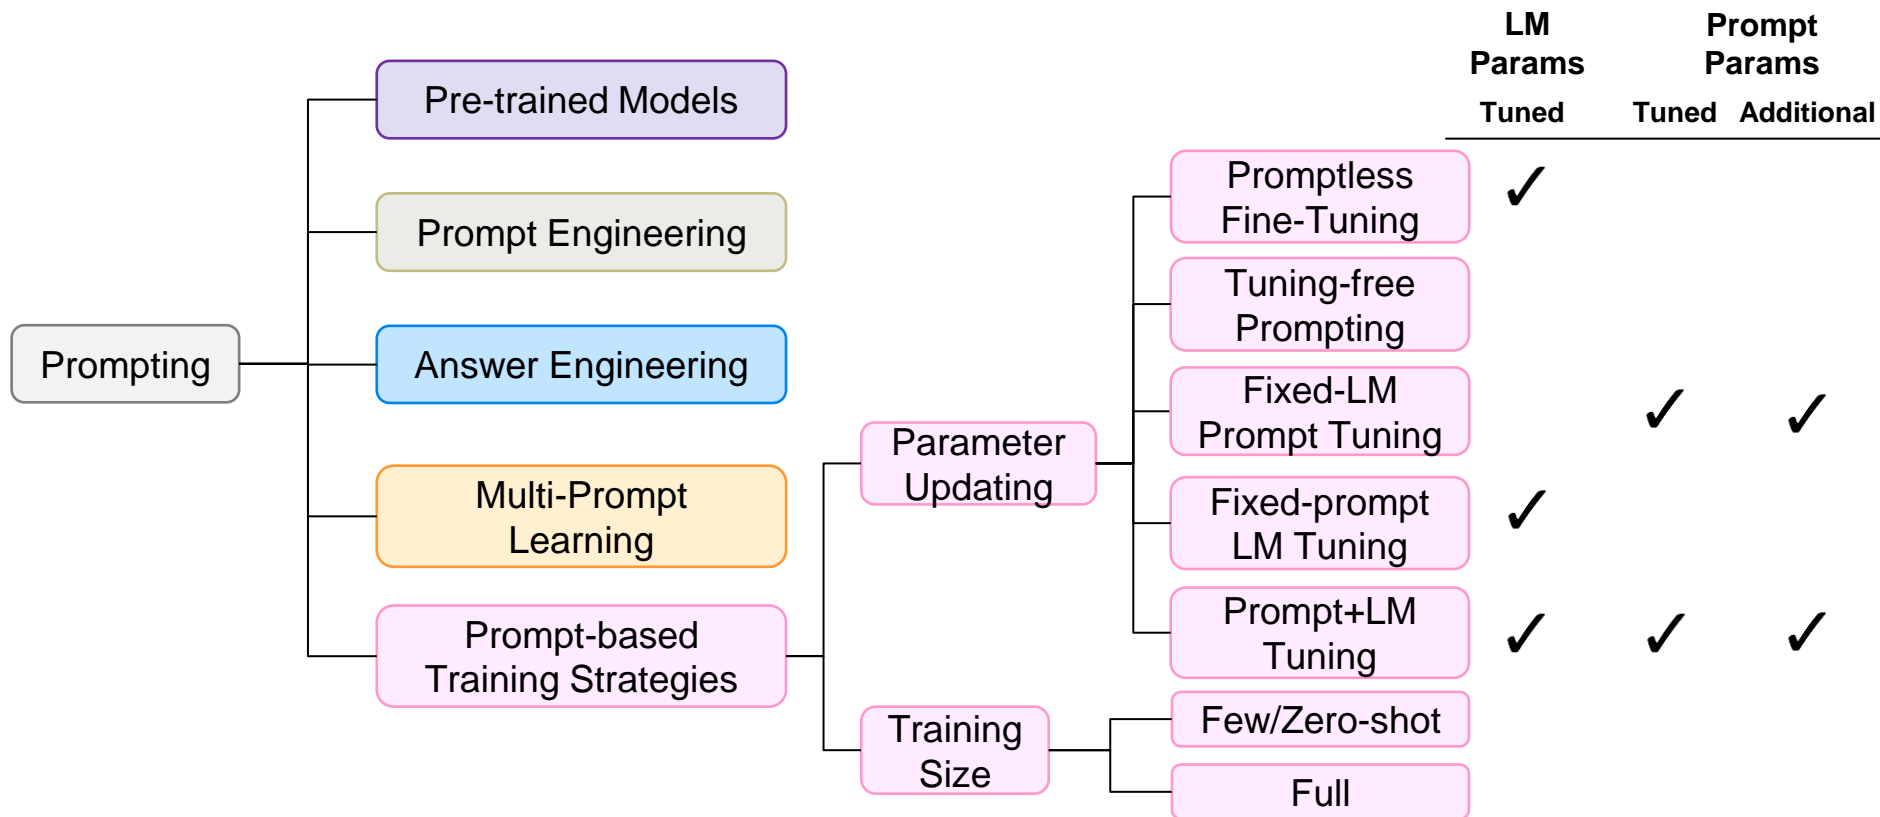 LM
Params
Prompt
Params
Tuned
Tuned
Additional
Prompting
Pre-trained Models
Prompt Engineering
Answer Engineering
Multi-Prompt
Learning
Prompt-based
Training Strategies
Parameter
Updating
Promptless
Fine-Tuning
✓
Tuning-free
Prompting
Fixed-LM
Prompt Tuning
✓ ✓
Fixed-prompt
LM Tuning
✓
Prompt+LM
Tuning
✓ ✓ ✓
Training
Size
Few/Zero-shot
Full